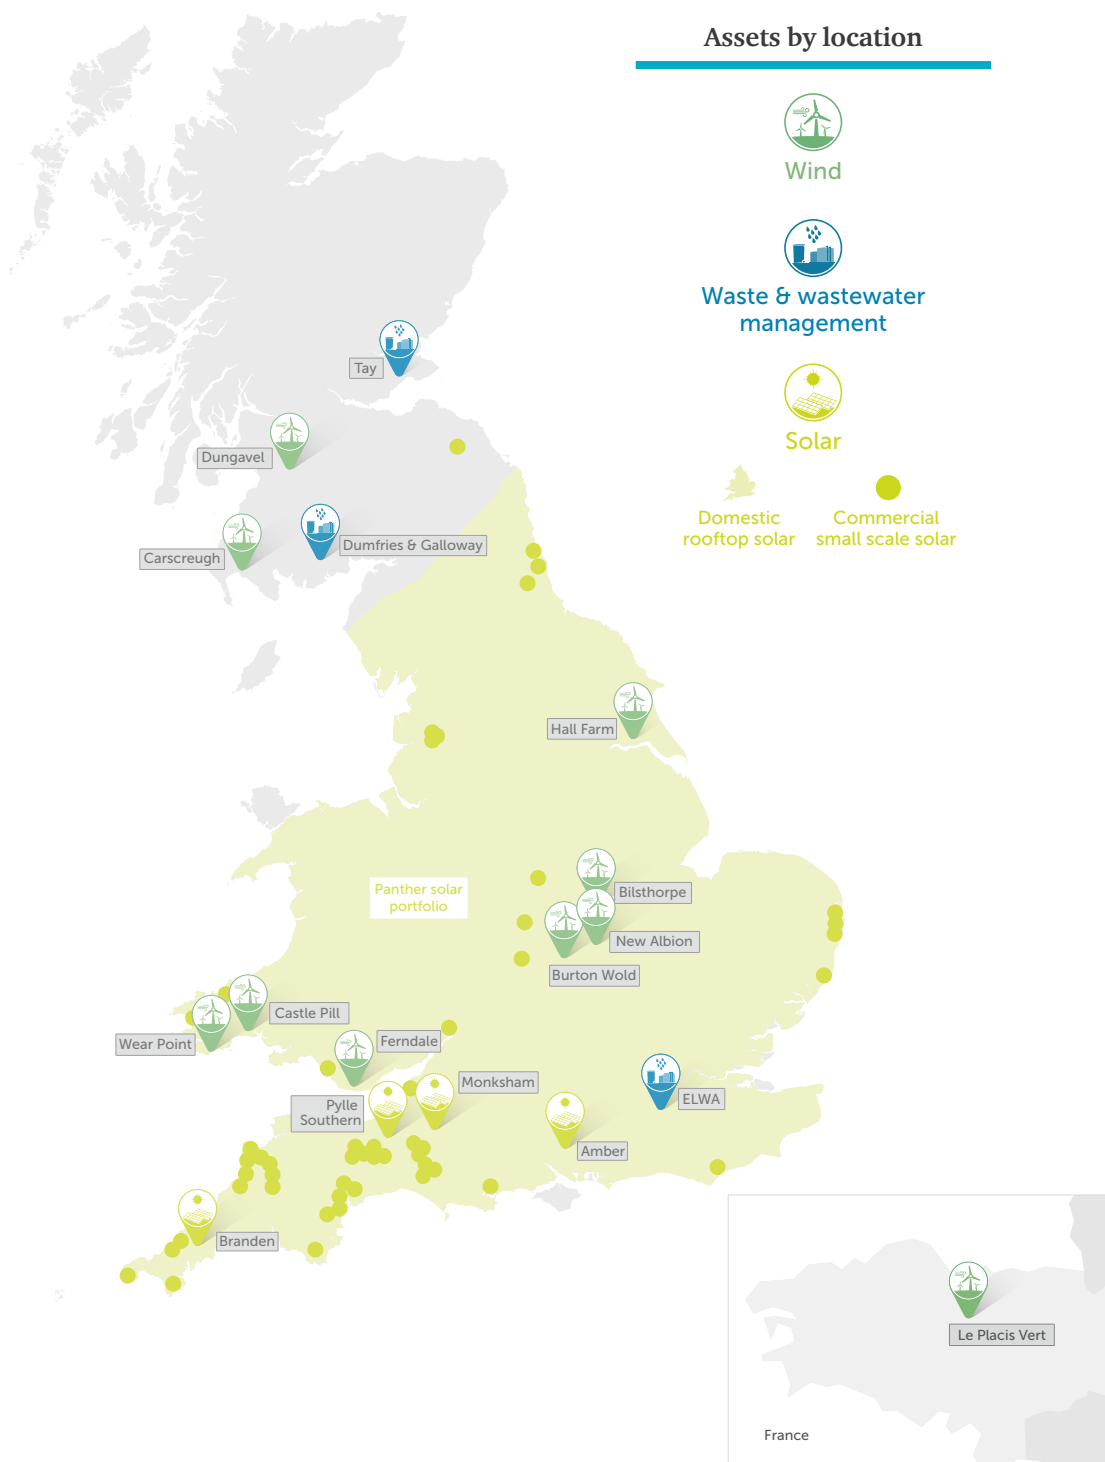 Assets by location
Wind
Waste & wastewater
management
Solar
Domestic
rooftop solar
Commercial
small scale solar
Tay
Dungavel
Carscreugh
Dumfries & Galloway
Hall Farm
Panther solar
portfolio
Bilsthorpe
New Albion
Burton Wold
Castle Pill
Wear Point
Ferndale
Monksham
Pylle
Southern
ELWA
Amber
Branden
Le Placis Vert
France